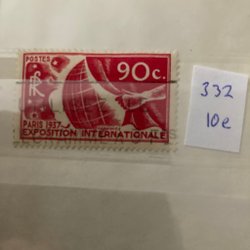 POSTES
90c.
RF
PARIS 1937
EXPOSITION INTERNATIONALE
332
10e